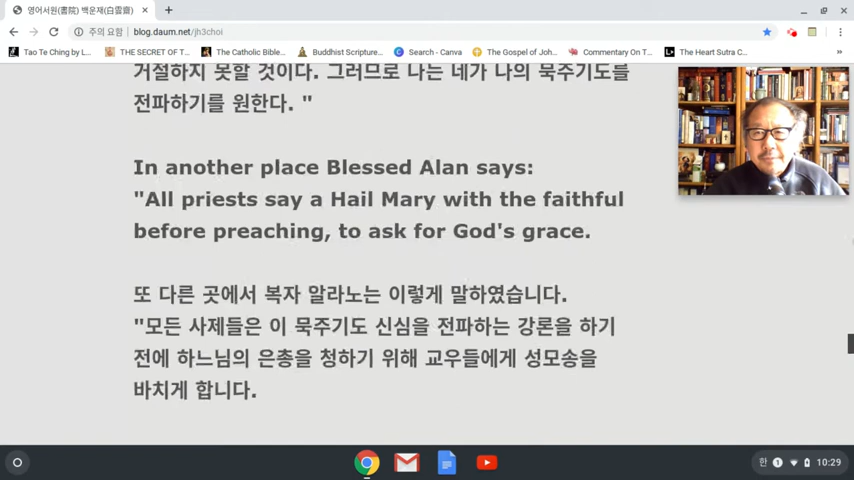 영어서원(書院) 백운재(白雲齋)
주의 요함
blog.daum.net/jh3choi
Tao Te Ching by L...
THE SECRET OF T...
The Catholic Bible...
Buddhist Scripture...
Search - Canva
The Gospel of Joh...
Commenting On T...
The Heart Sutra C...
거절하지 못할 것이다. 그러므로 나는 네가 나의 묵주기도를
전파하기를 원한다. "
In another place Blessed Alan says:
"All priests say a Hail Mary with the faithful
before preaching, to ask for God's grace.
또 다른 곳에서 복자 알라노는 이렇게 말하였습니다.
"모든 사제들은 이 묵주기도 신심을 전파하는 강론을 하기
전에 하느님의 은총을 청하기 위해 교우들에게 성모송을
바치게 합니다.
한
1
10:29